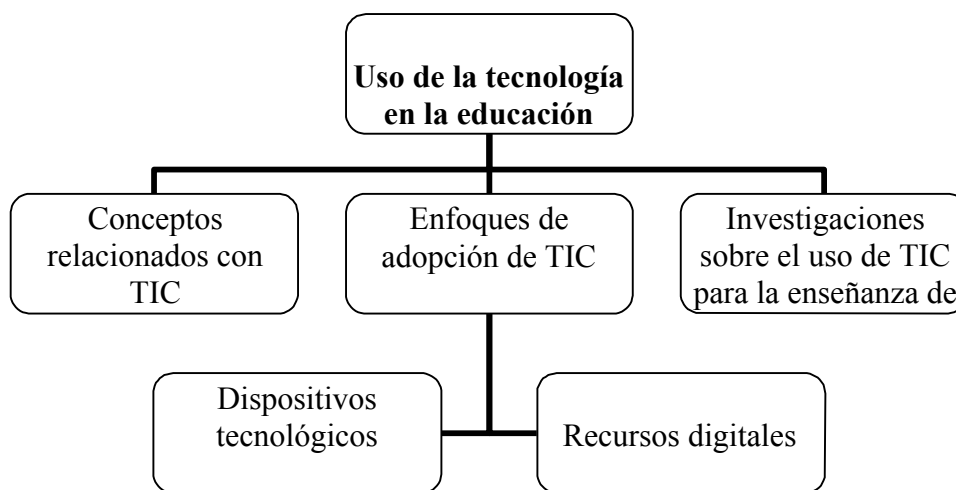 Uso de la tecnología
en la educación
Conceptos
relacionados con
TIC
Enfoques de
adopción de TIC
Investigaciones
sobre el uso de TIC
para la enseñanza de
Dispositivos
tecnológicos
Recursos digitales